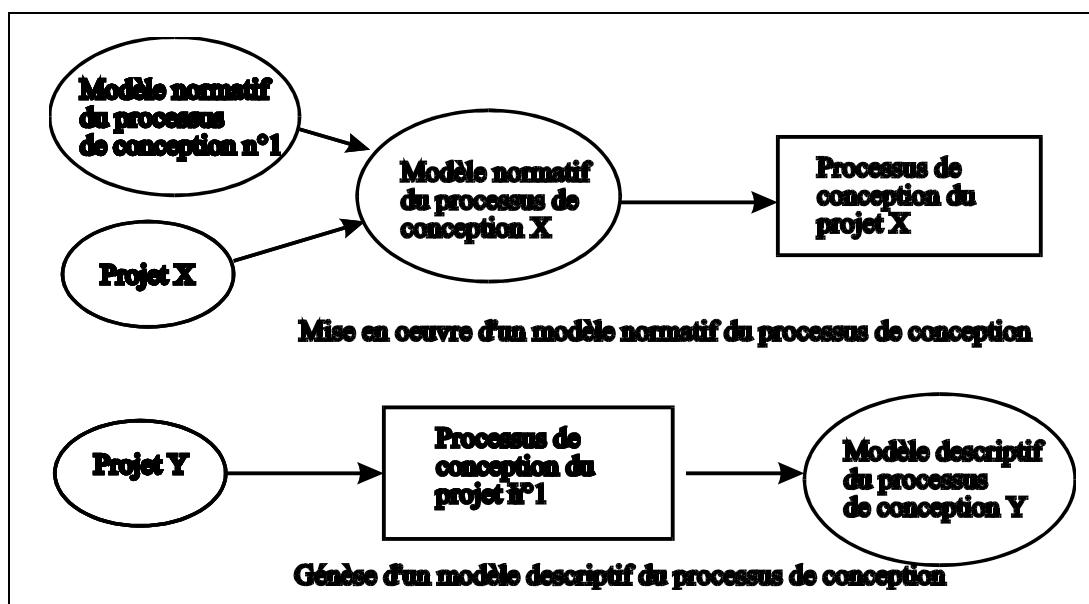 Modèle normatif
du processus
de conception n°1
Projet X
Modèle normatif
du processus de
conception X
Processus de
conception du
projet X
Mise en oeuvre d'un modèle normatif du processus de conception
Projet Y
Processus de
conception du
projet n°1
Modèle descriptif
du processus
de conception Y
Génèse d'un modèle descriptif du processus de conception